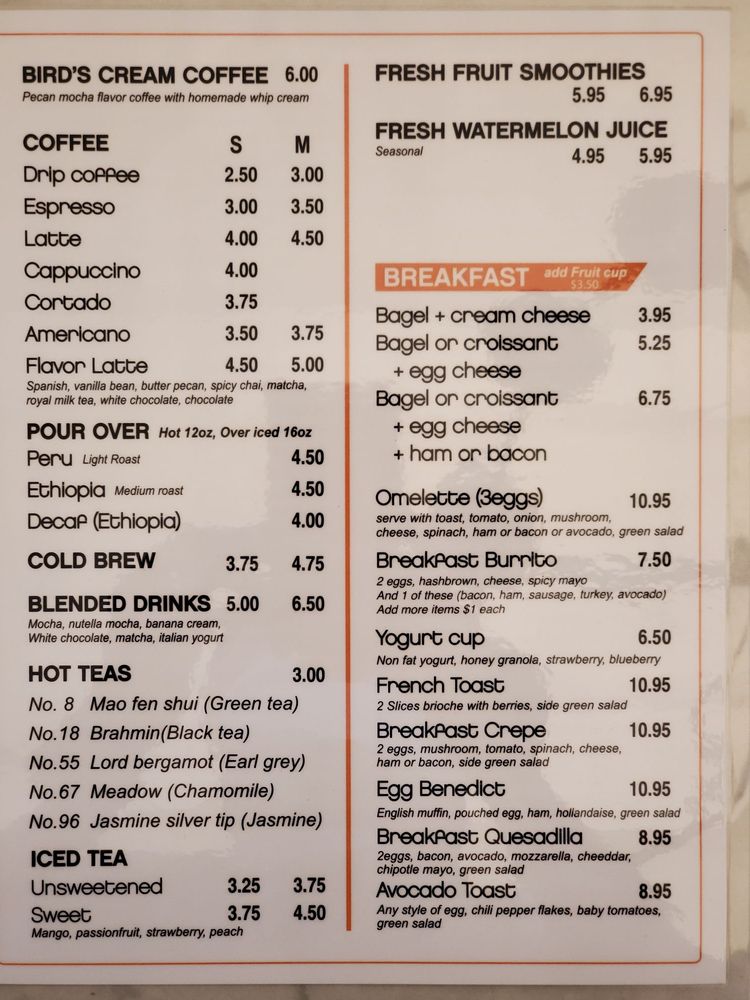 BIRD'S CREAM COFFEE 6.00
Pecan mocha flavor coffee with homemade whip cream
COFFEE S M
Drip coffee 2.50 3.00
Espresso 3.00 3.50
Latte 4.00 4.50
Cappuccino 4.00
Cortado 3.75
Americano 3.50 3.75
Flavor Latte 4.50 5.00
Spanish, vanilla bean, butter pecan, spicy chai, matcha,
royal milk tea, white chocolate, chocolate
POUR OVER Hot 12oz, Over iced 16oz
Peru Light Roast 4.50
Ethiopia Medium roast 4.50
Decaf (Ethiopia) 4.00
COLD BREW 3.75 4.75
BLENDED DRINKS 5.00 6.50
Mocha, nutella mocha, banana cream,
White chocolate, matcha, italian yogurt
HOT TEAS 3.00
No. 8 Mao fen shui (Green tea)
No.18 Brahmin(Black tea)
No.55 Lord bergamot (Earl grey)
No.67 Meadow (Chamomile)
No.96 Jasmine silver tip (Jasmine)
ICED TEA
Unsweetened 3.25 3.75
Sweet 3.75 4.50
Mango, passionfruit, strawberry, peach
FRESH FRUIT SMOOTHIES
5.95 6.95
FRESH WATERMELON JUICE
Seasonal 4.95 5.95
BREAKFAST add Fruit cup
$3.50
Bagel + cream cheese 3.95
Bagel or croissant 5.25
+ egg cheese
Bagel or croissant 6.75
+ egg cheese
+ ham or bacon
Omelette (3eggs) 10.95
serve with toast, tomato, onion, mushroom,
cheese, spinach, ham or bacon or avocado, green salad
Breakfast Burrito 7.50
2 eggs, hashbrown, cheese, spicy mayo
And 1 of these (bacon, ham, sausage, turkey, avocado)
Add more items $1 each
Yogurt cup 6.50
Non fat yogurt, honey granola, strawberry, blueberry
French Toast 10.95
2 Slices brioche with berries, side green salad
Breakfast Crepe 10.95
2 eggs, mushroom, tomato, spinach, cheese,
ham or bacon, side green salad
Egg Benedict 10.95
English muffin, pouched egg, ham, hollandaise, green salad
Breakfast Quesadilla 8.95
2eggs, bacon, avocado, mozzarella, cheeddar,
chipotle mayo, green salad
Avocado Toast 8.95
Any style of egg, chili pepper flakes, baby tomatoes,
green salad